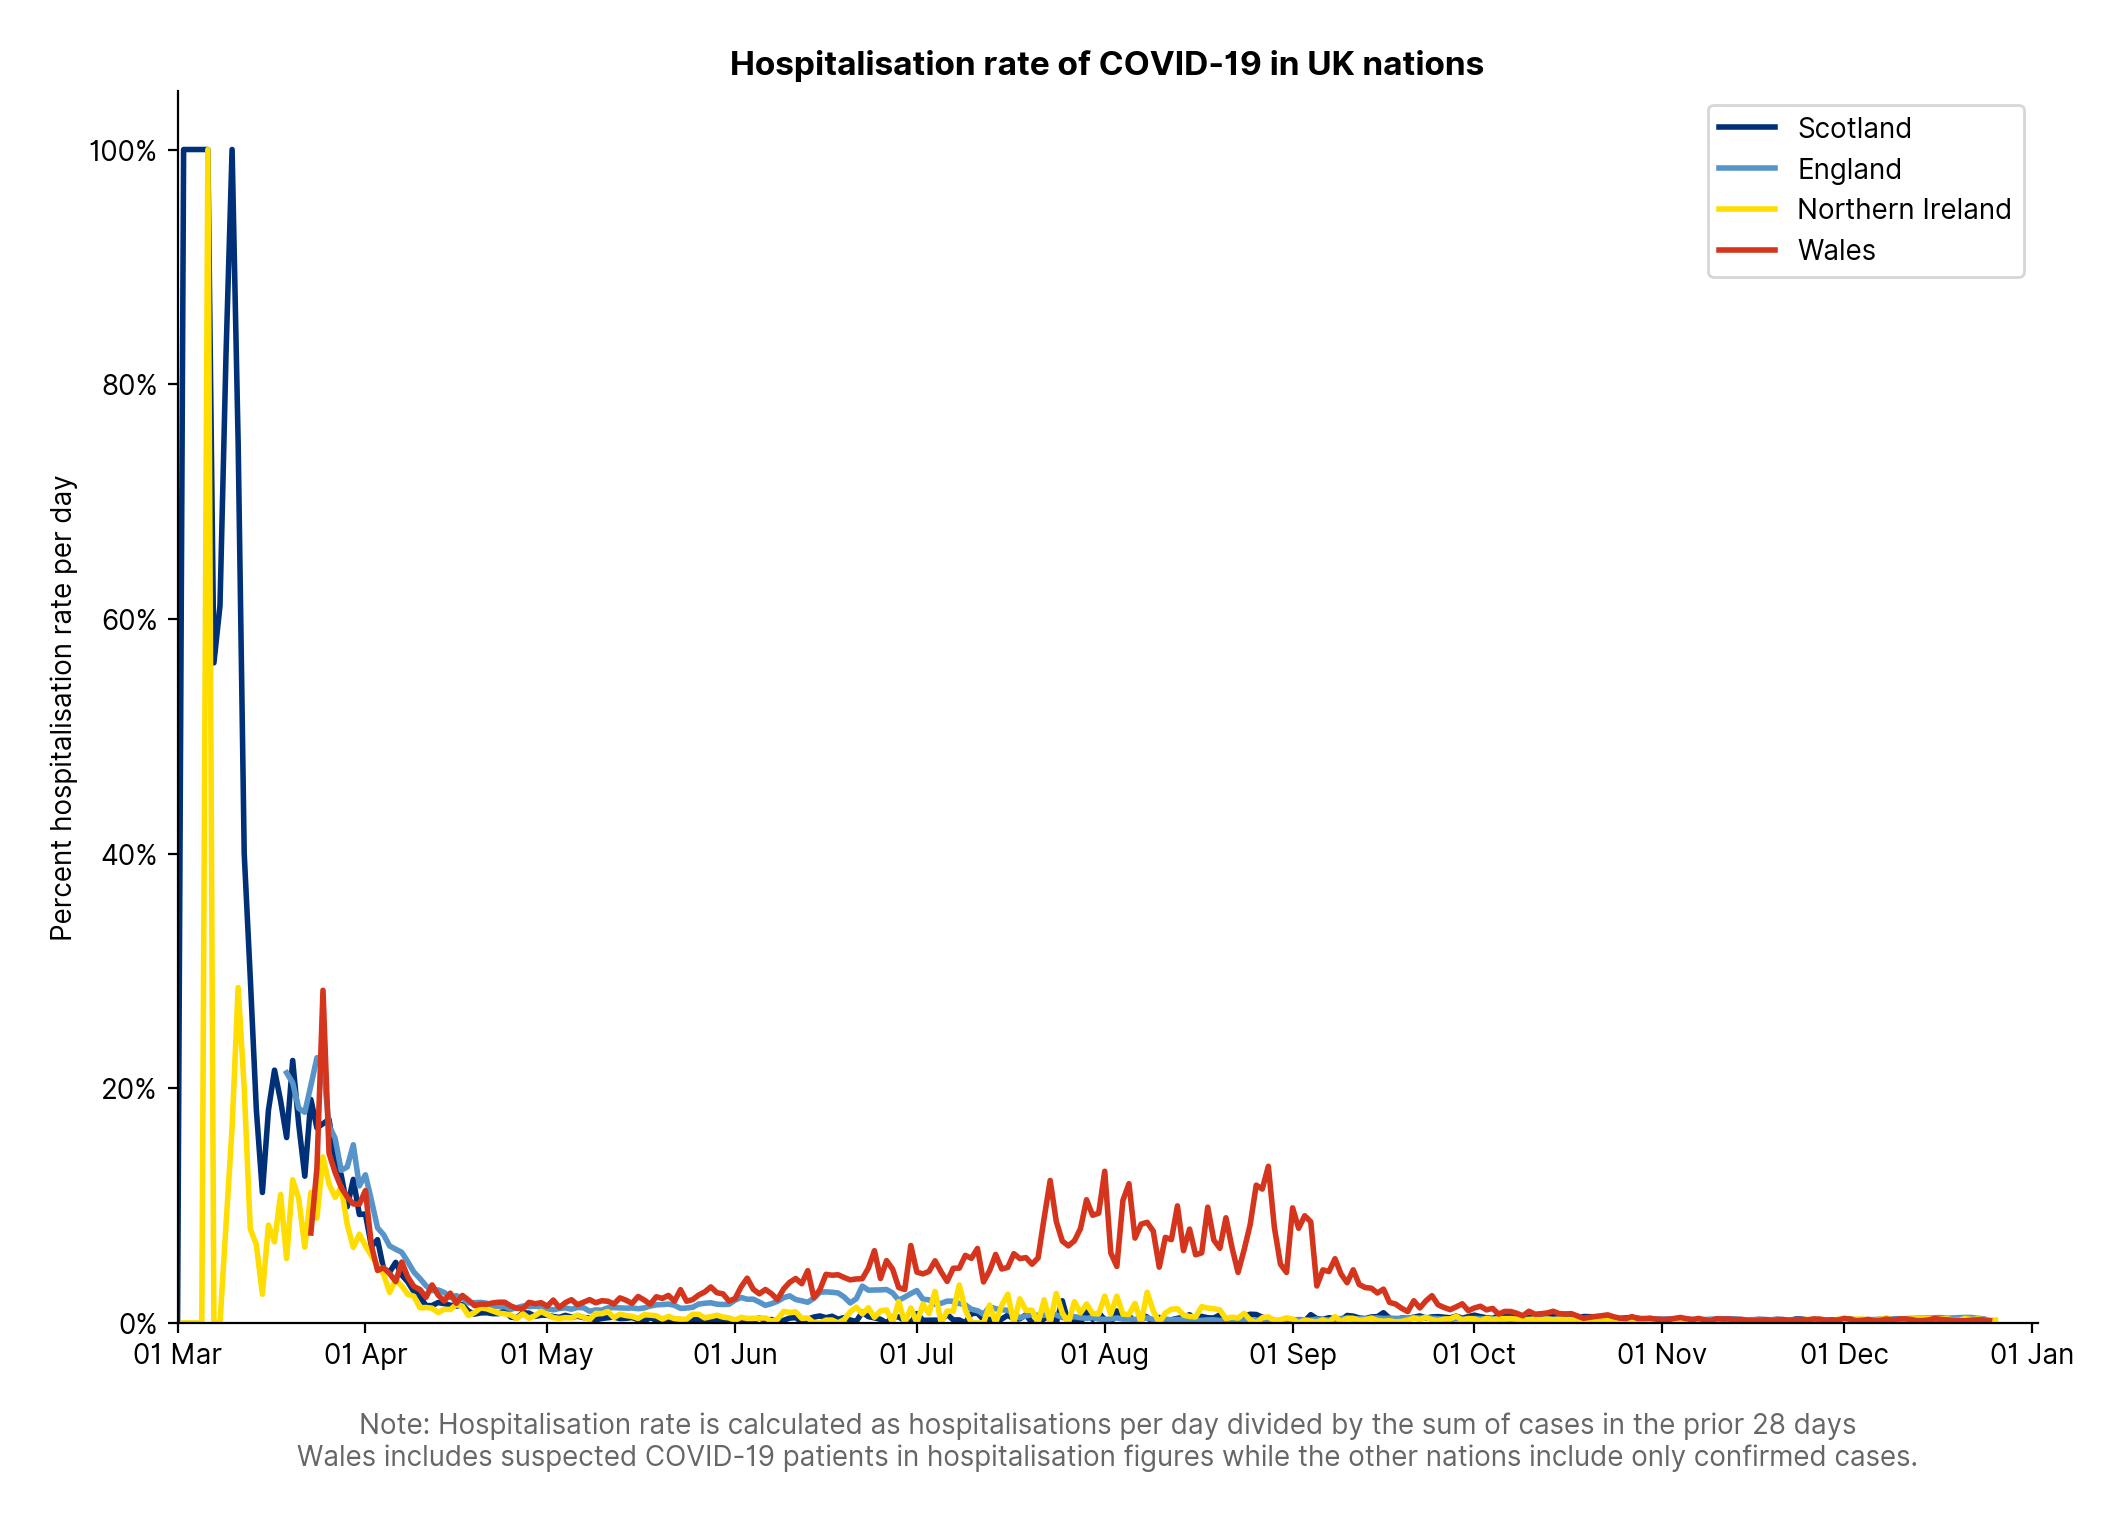 Hospitalisation rate of COVID-19 in UK nations
Scotland
England
Northern Ireland
Wales
Percent hospitalisation rate per day
100%
80%
60%
40%
20%
0%
01 Mar
01 Apr
01 May
01 Jun
01 Jul
01 Aug
01 Sep
01 Oct
01 Nov
01 Dec
01 Jan
Note: Hospitalisation rate is calculated as hospitalisations per day divided by the sum of cases in the prior 28 days
Wales includes suspected COVID-19 patients in hospitalisation figures while the other nations include only confirmed cases.